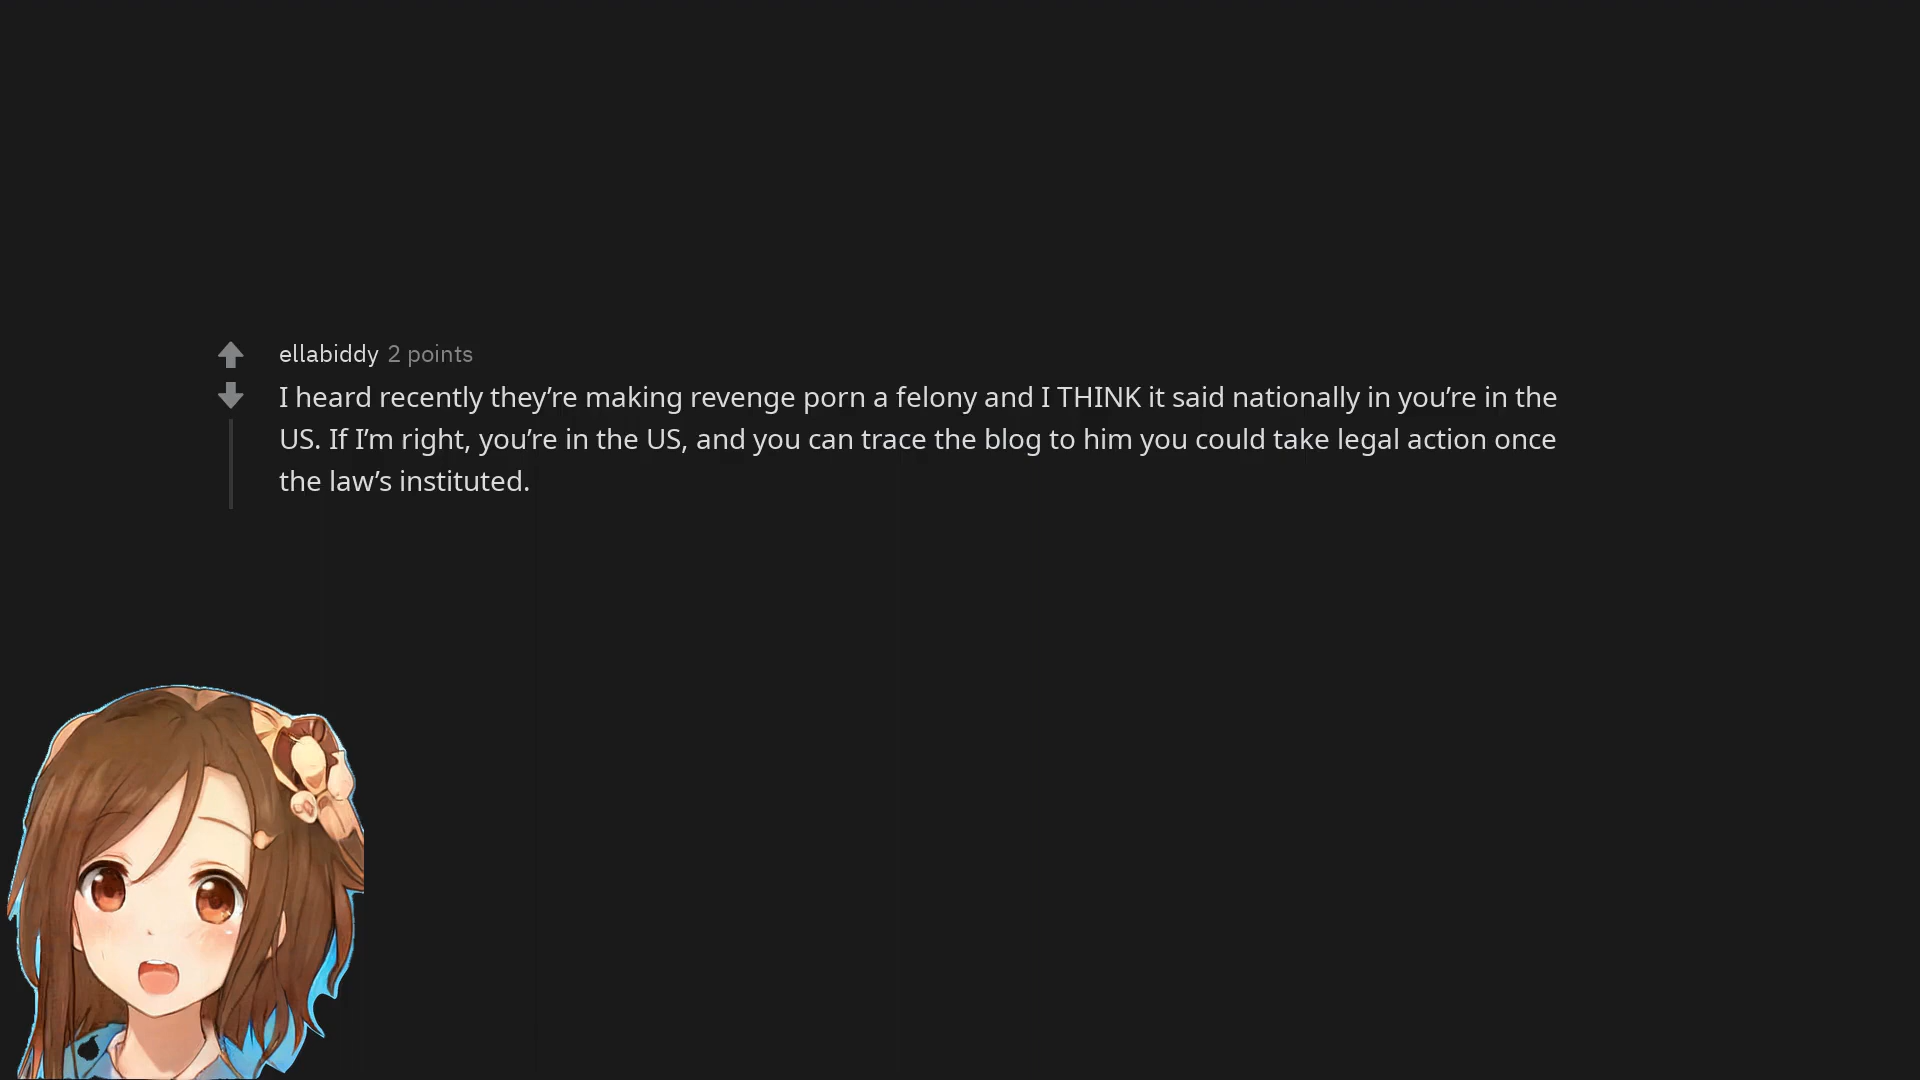 ellabiddy 2 points
I heard recently they’re making revenge porn a felony and I THINK it said nationally in you’re in the
US. If I’m right, you’re in the US, and you can trace the blog to him you could take legal action once
the law’s instituted.